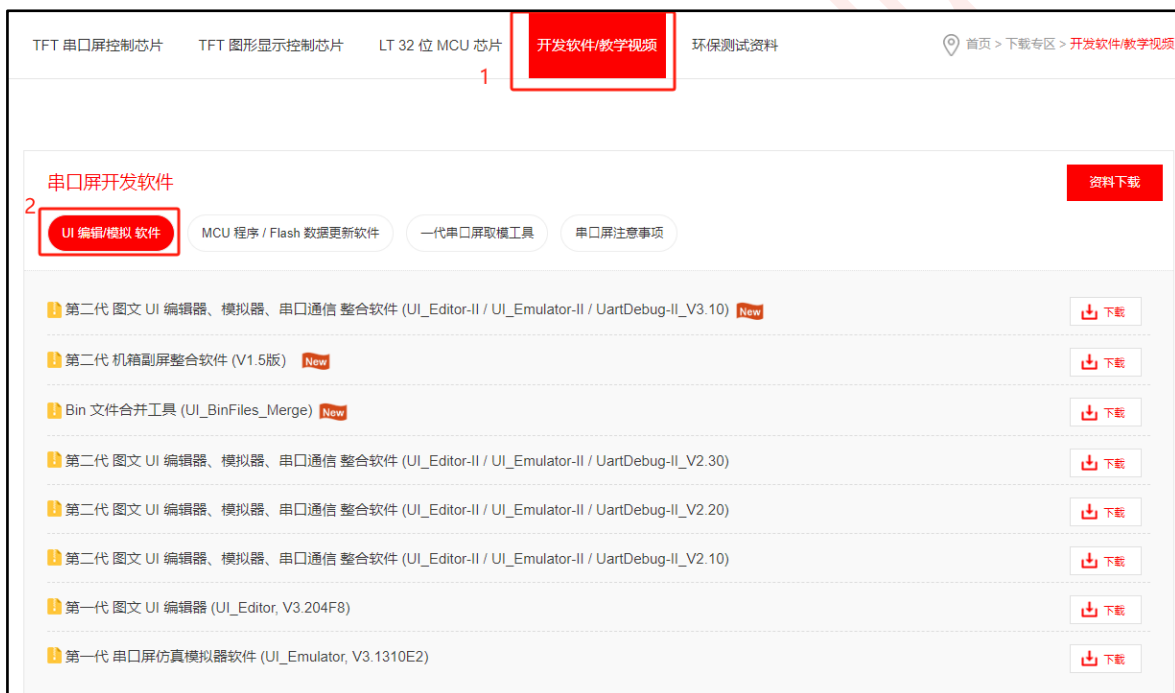 TFT 串口屏控制芯片 TFT 图形显示控制芯片 LT 32 位 MCU 芯片 开发软件/教学视频 环保测试资料 首页 > 下载专区 > 开发软件/教学视频
1
串口屏开发软件 资料下载
2
UI 编辑/模拟 软件 MCU 程序 / Flash 数据更新软件 一代串口屏取模工具 串口屏注意事项
第二代 图文 UI 编辑器、模拟器、串口通信 整合软件 (UI_Editor-II / UI_Emulator-II / UartDebug-II_V3.10) New 下载
第二代 机箱副屏整合软件 (V1.5版) New 下载
Bin 文件合并工具 (UI_BinFiles_Merge) New 下载
第二代 图文 UI 编辑器、模拟器、串口通信 整合软件 (UI_Editor-II / UI_Emulator-II / UartDebug-II_V2.30) 下载
第二代 图文 UI 编辑器、模拟器、串口通信 整合软件 (UI_Editor-II / UI_Emulator-II / UartDebug-II_V2.20) 下载
第二代 图文 UI 编辑器、模拟器、串口通信 整合软件 (UI_Editor-II / UI_Emulator-II / UartDebug-II_V2.10) 下载
第一代 图文 UI 编辑器 (UI_Editor, V3.204F8) 下载
第一代 串口屏仿真模拟器软件 (UI_Emulator, V3.1310E2) 下载